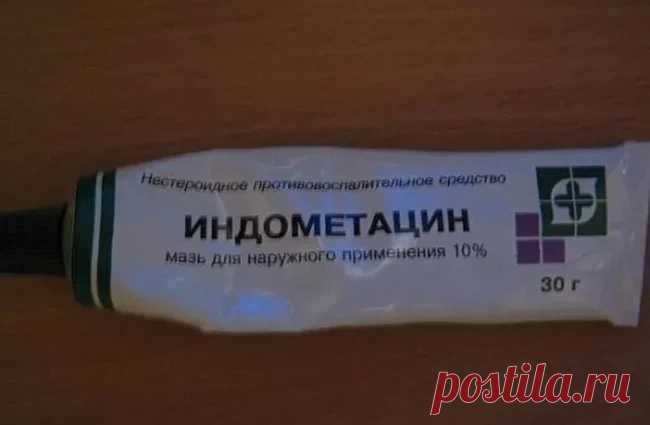 Нестероидное противовоспалительное средство
ИНДОМЕТАЦИН
мазь для наружного применения 10%
30 г
postila.ru